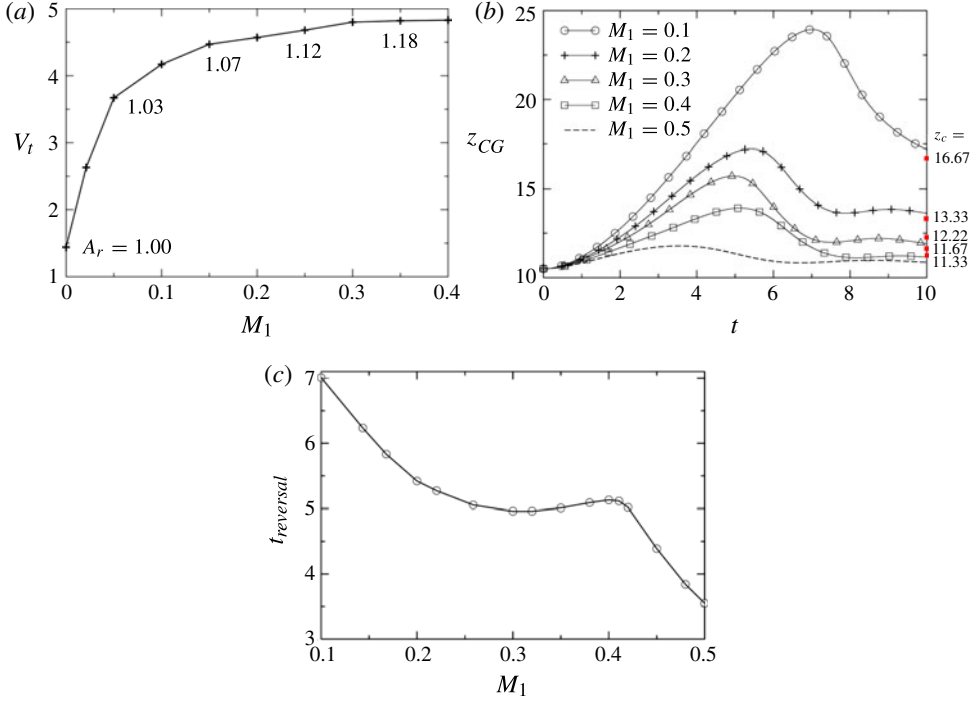 (a)
5
4
3
2
1
V_t
A_r = 1.00
1.03
1.07
1.12
1.18
0 0.1 0.2 0.3 0.4
M_1
(b)
25
20
15
10
z_CG
M_1 = 0.1
M_1 = 0.2
M_1 = 0.3
M_1 = 0.4
M_1 = 0.5
z_c =
16.67
13.33
12.22
11.67
11.33
0 2 4 6 8 10
t
(c)
7
6
5
4
3
t_reversal
0.1 0.2 0.3 0.4 0.5
M_1